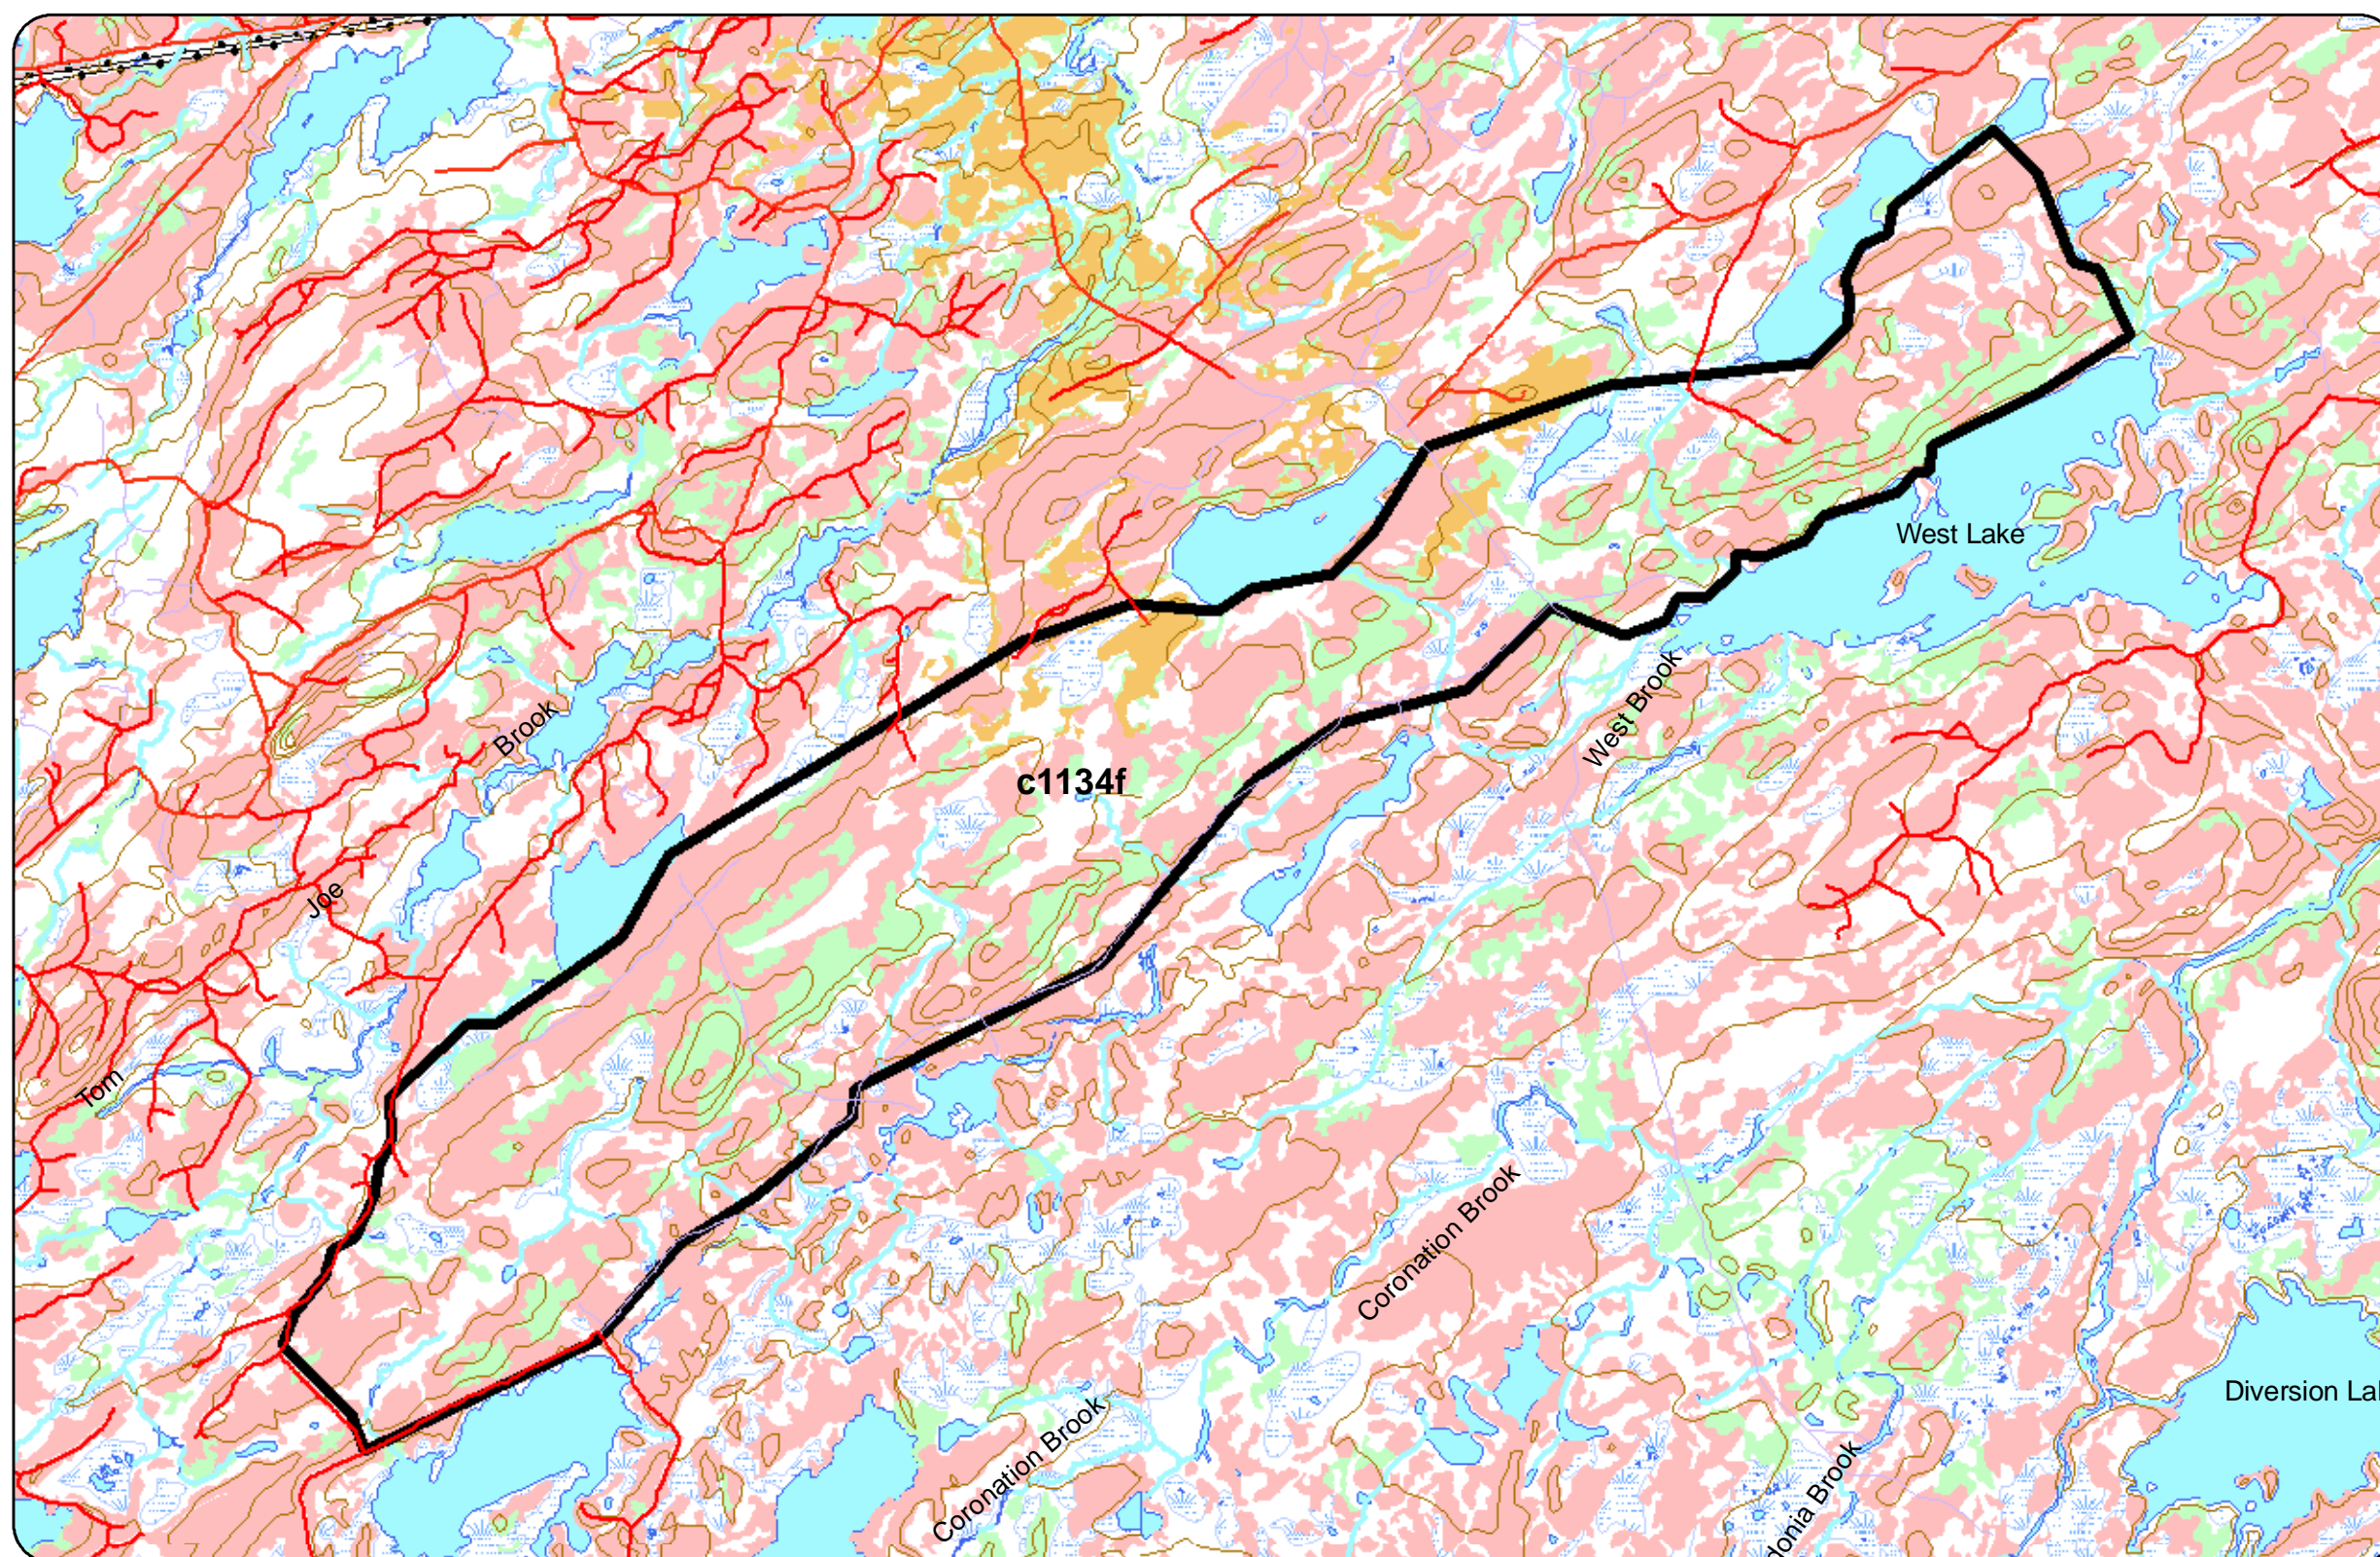 West Lake
West Brook
Brook
c1134f
Joe
Tom
Coronation Brook
Diversion La
Coronation Brook
donia Brook